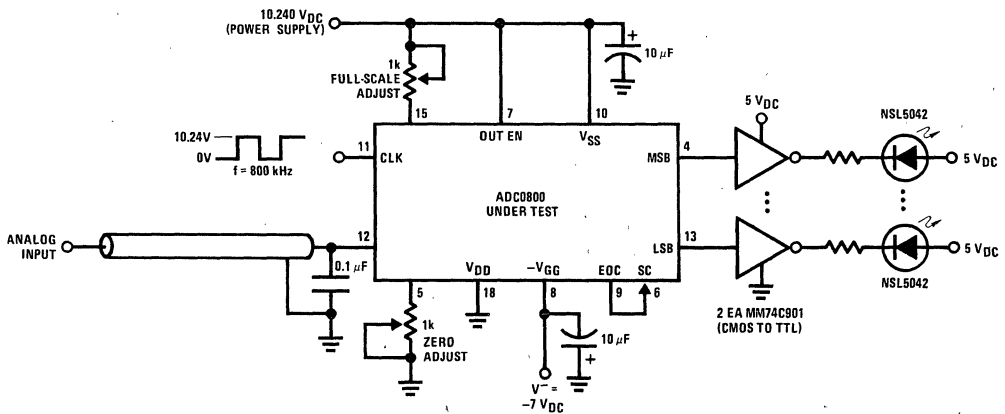 10.240 VDC
(POWER SUPPLY)
1k
FULL-SCALE
ADJUST
+
10 µF
15
7
10
OUT EN
VSS
5 VDC
NSL5042
10.24V
0V
f = 800 kHz
11
CLK
MSB
4
5 VDC
ADC0800
UNDER TEST
ANALOG
INPUT
12
LSB
13
5 VDC
0.1 µF
VDD
–VGG
EOC
SC
NSL5042
5
18
8
9
6
1k
ZERO
ADJUST
10 µF
+
2 EA MM74C901
(CMOS TO TTL)
V– =
–7 VDC